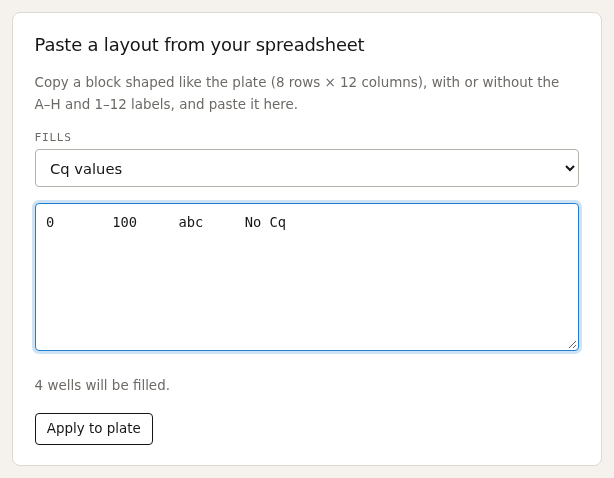 Paste a layout from your spreadsheet
Copy a block shaped like the plate (8 rows × 12 columns), with or without the
A–H and 1–12 labels, and paste it here.
FILLS
Cq values
0 100 abc No Cq
4 wells will be filled.
Apply to plate